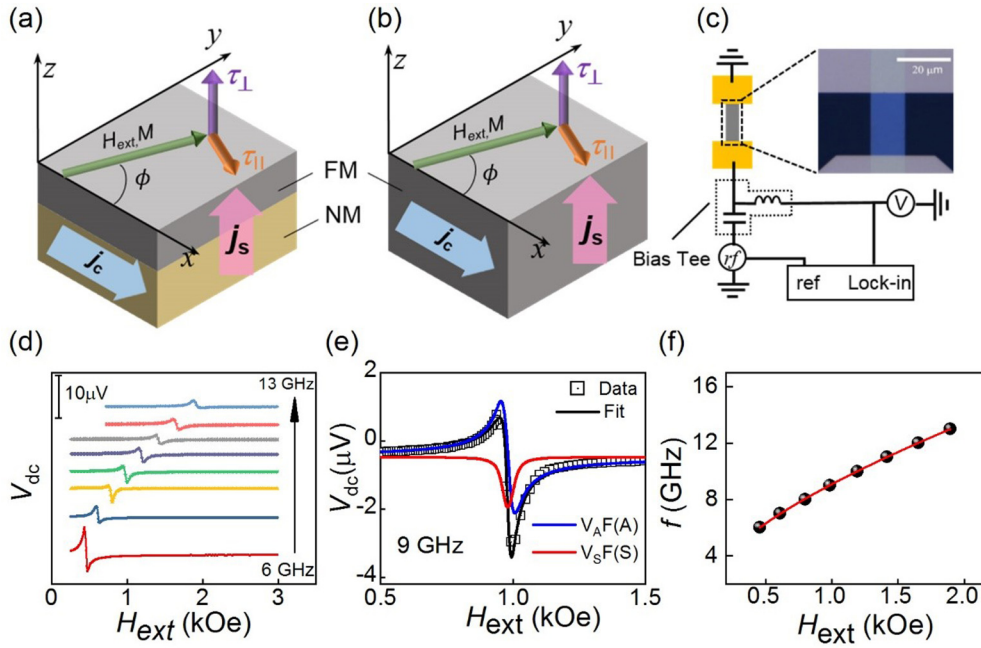 (a)
z
y
τ⊥
H_ext,M
τ||
ϕ
j_s
j_c
x
FM
NM
(b)
z
y
τ⊥
H_ext,M
τ||
ϕ
j_s
j_c
x
(c)
20 μm
V
Bias Tee
rf
ref Lock-in
(d)
10μV
13 GHz
V_dc
6 GHz
0 1 2 3
H_ext (kOe)
(e)
2
0
-2
-4
V_dc(μV)
Data
Fit
9 GHz
V_AF(A)
V_SF(S)
0.5 1.0 1.5
H_ext (kOe)
(f)
16
12
8
4
f (GHz)
0.5 1.0 1.5 2.0
H_ext (kOe)